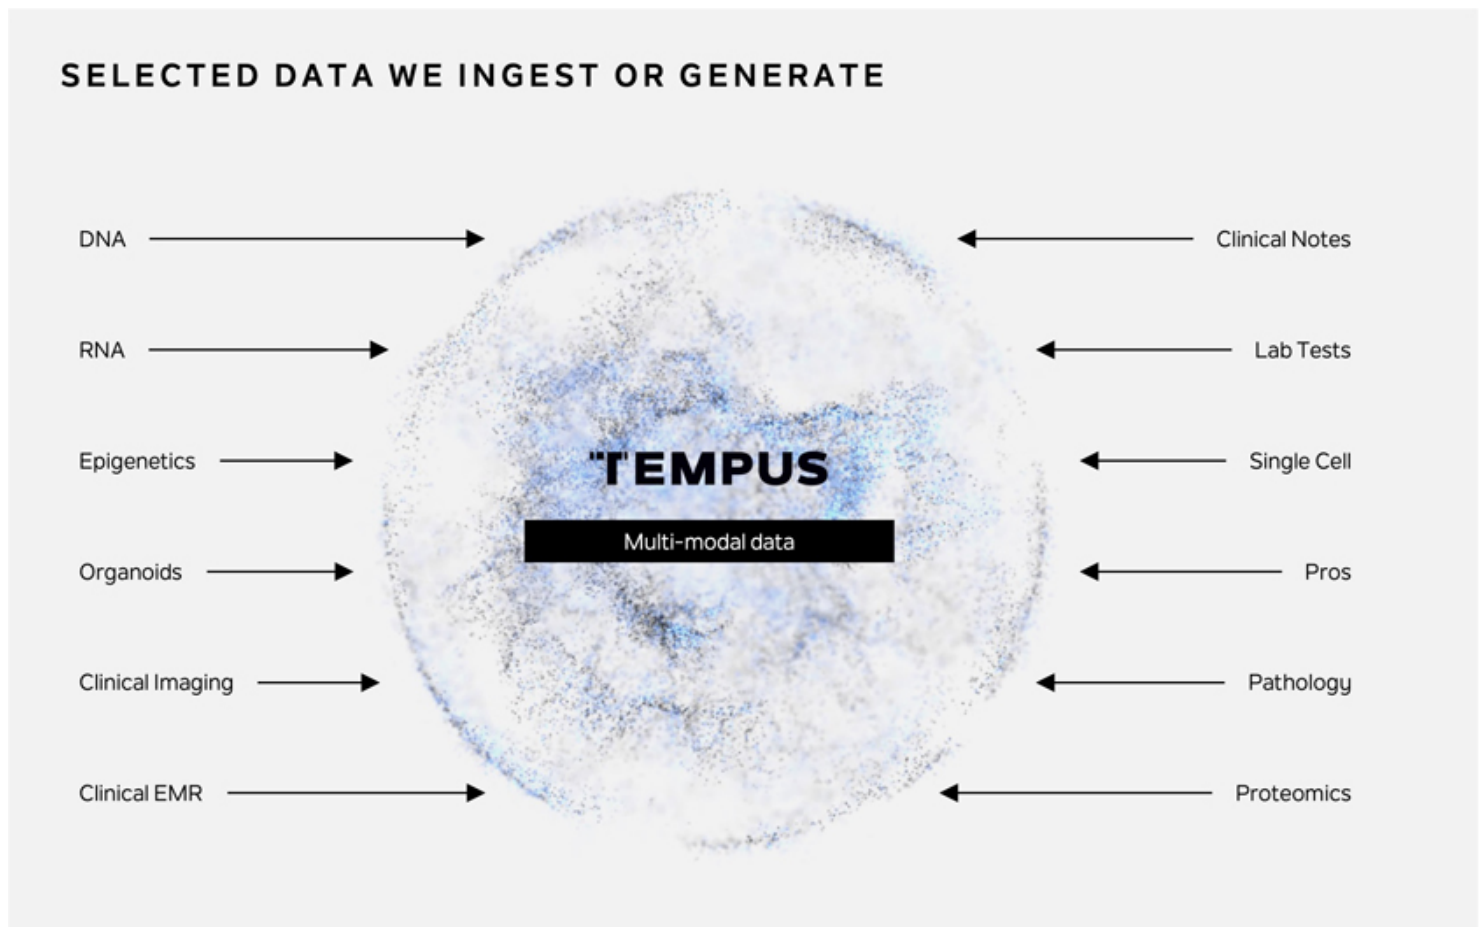 SELECTED DATA WE INGEST OR GENERATE
DNA
Clinical Notes
RNA
Lab Tests
Epigenetics
TEMPUS
Single Cell
Multi-modal data
Organoids
Pros
Clinical Imaging
Pathology
Clinical EMR
Proteomics